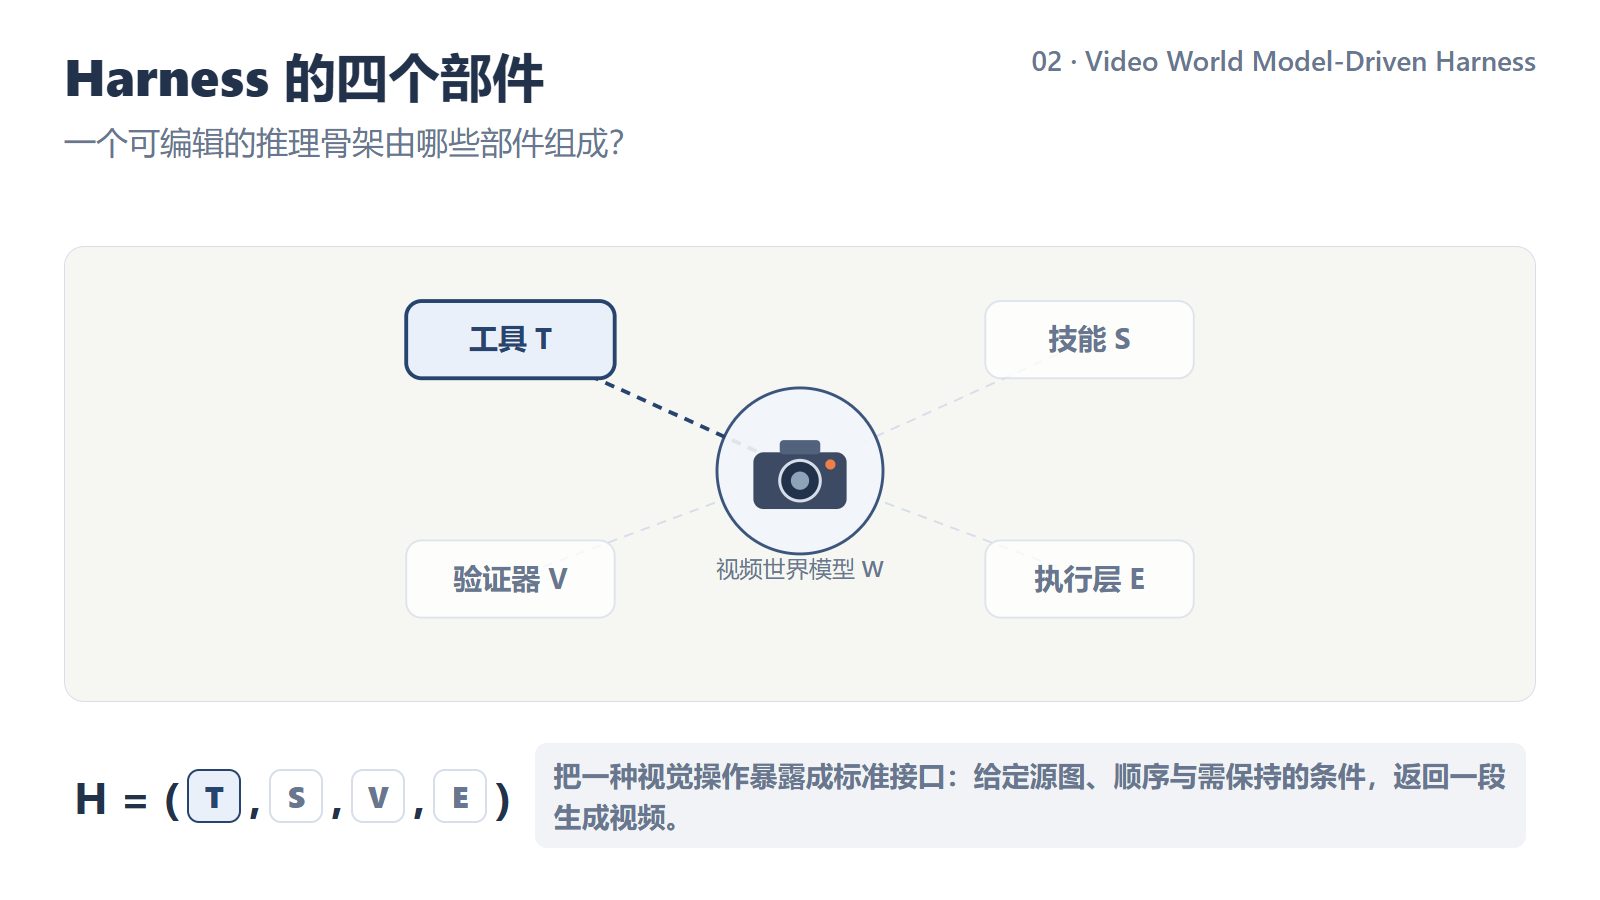 Harness 的四个部件
02 · Video World Model-Driven Harness
一个可编辑的推理骨架由哪些部件组成？
工具 T
技能 S
验证器 V
视频世界模型 W
执行层 E
H = ( T , S , V , E )
把一种视觉操作暴露成标准接口：给定源图、顺序与需保持的条件，返回一段
生成视频。